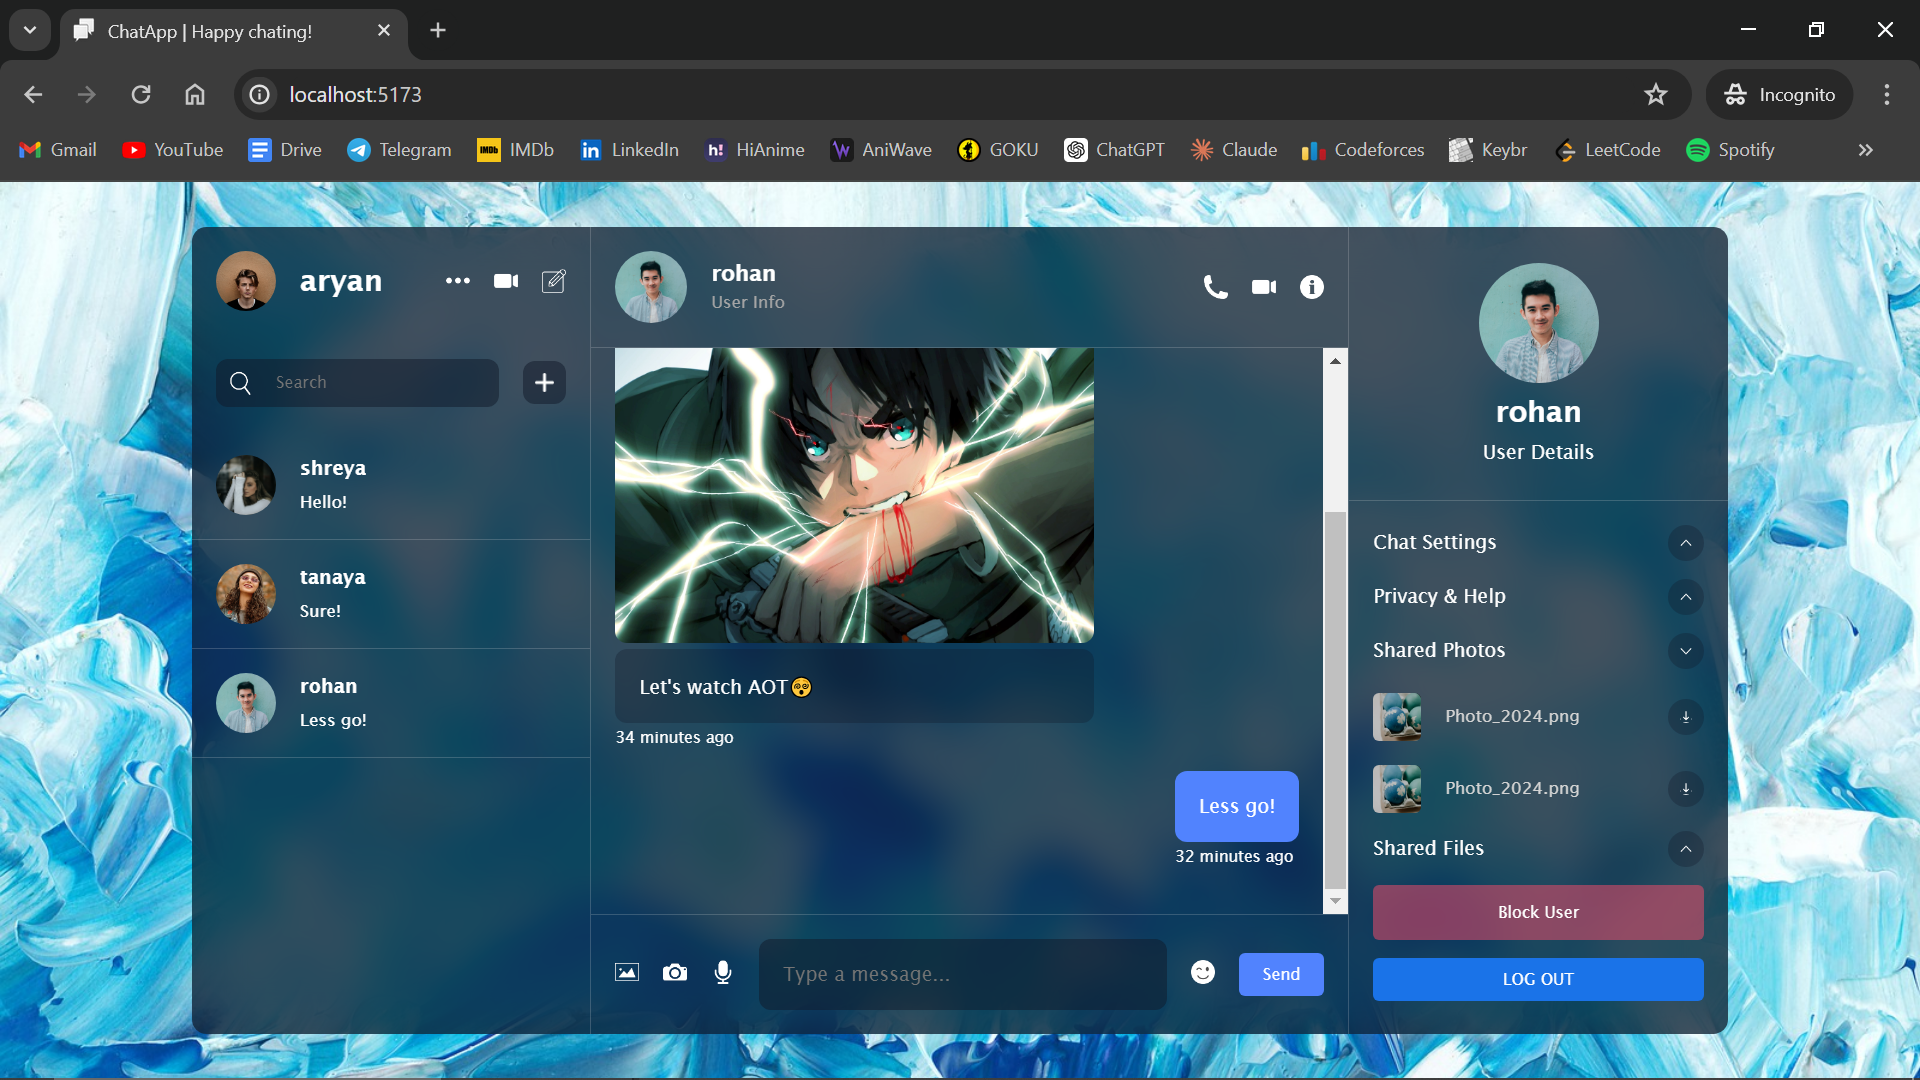 ChatApp | Happy chating!
localhost:5173
Incognito
Gmail
YouTube
Drive
Telegram
IMDb
IMDb
in
LinkedIn
h!
HiAnime
AniWave
GOKU
ChatGPT
Claude
Codeforces
Keybr
LeetCode
Spotify
aryan
Search
shreya
Hello!
tanaya
Sure!
rohan
Less go!
rohan
User Info
Let's watch AOT😵‍💫
34 minutes ago
Less go!
32 minutes ago
Type a message...
Send
rohan
User Details
Chat Settings
Privacy & Help
Shared Photos
Photo_2024.png
Photo_2024.png
Shared Files
Block User
LOG OUT